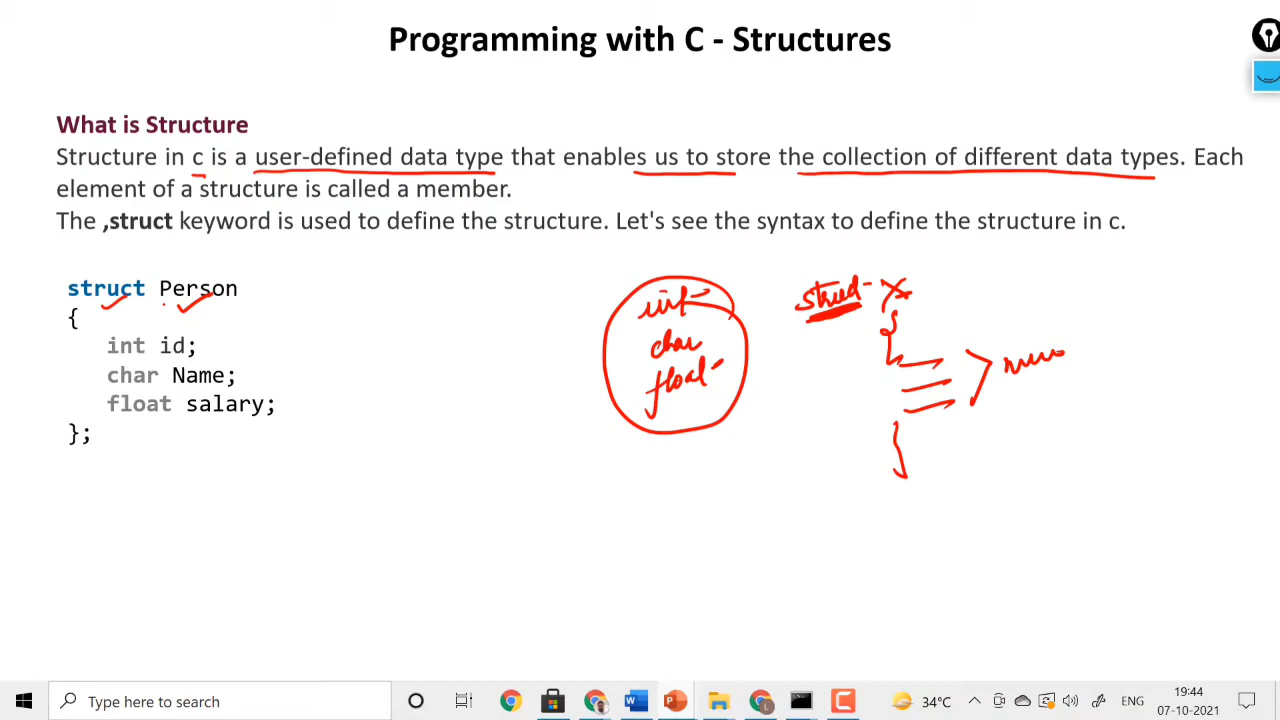 Programming with C - Structures
What is Structure
Structure in c is a user-defined data type that enables us to store the collection of different data types. Each
element of a structure is called a member.
The ,struct keyword is used to define the structure. Let's see the syntax to define the structure in c.
struct Person
{
int id;
char Name;
float salary;
};
int
char
float
struct X
{
}
Type here to search
34°C
ENG
19:44
07-10-2021